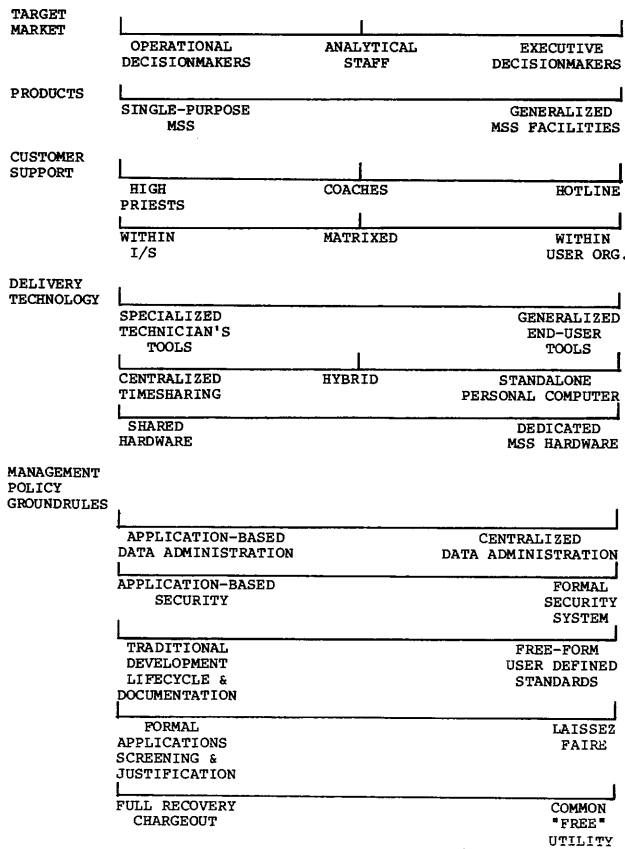 TARGET
MARKET
OPERATIONAL ANALYTICAL EXECUTIVE
DECISIONMAKERS STAFF DECISIONMAKERS
PRODUCTS
SINGLE-PURPOSE GENERALIZED
MSS MSS FACILITIES
CUSTOMER
SUPPORT
HIGH COACHES HOTLINE
PRIESTS
WITHIN MATRIXED WITHIN
I/S USER ORG.
DELIVERY
TECHNOLOGY
SPECIALIZED GENERALIZED
TECHNICIAN'S END-USER
TOOLS TOOLS
CENTRALIZED HYBRID STANDALONE
TIMESHARING PERSONAL COMPUTER
SHARED DEDICATED
HARDWARE MSS HARDWARE
MANAGEMENT
POLICY
GROUNDRULES
APPLICATION-BASED CENTRALIZED
DATA ADMINISTRATION DATA ADMINISTRATION
APPLICATION-BASED FORMAL
SECURITY SECURITY
SYSTEM
TRADITIONAL FREE-FORM
DEVELOPMENT USER DEFINED
LIFECYCLE & STANDARDS
DOCUMENTATION
FORMAL LAISSEZ
APPLICATIONS FAIRE
SCREENING &
JUSTIFICATION
FULL RECOVERY COMMON
CHARGEOUT "FREE"
UTILITY